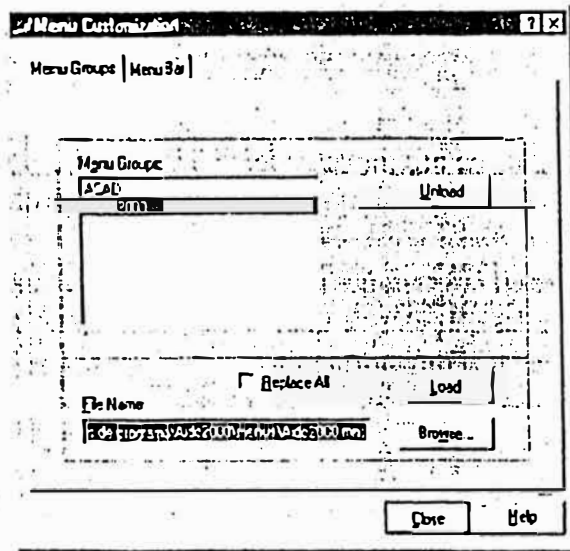 Menu Customization
Menu Groups Menu Bar
Menu Groups:
ACAD
Unload
Replace All
Load
File Name
Browse...
Close Help